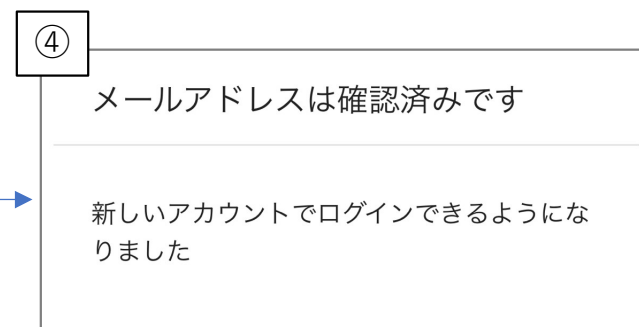 ④
メールアドレスは確認済みです
新しいアカウントでログインできるようにな
りました